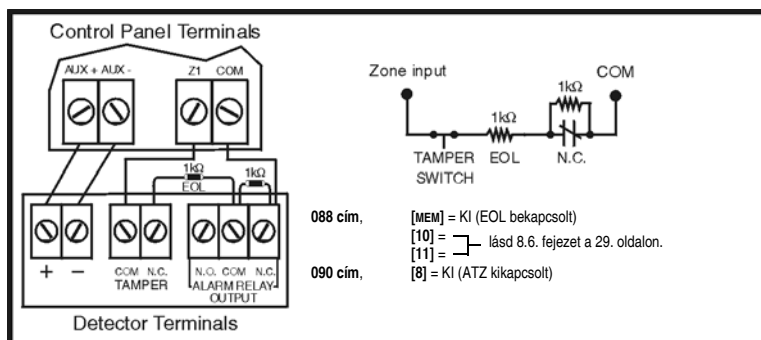 Control Panel Terminals
AUX + AUX -
Z1 COM
1kΩ
EOL
1kΩ
+ −
COM N.C.
TAMPER
N.O. COM N.C.
ALARM RELAY
OUTPUT
Detector Terminals
Zone input
COM
1kΩ
1kΩ
TAMPER
SWITCH
EOL
N.C.
088 cím, [MEM] = KI (EOL bekapcsolt)
[10] =
[11] =
lásd 8.6. fejezet a 29. oldalon.
090 cím, [8] = KI (ATZ kikapcsolt)